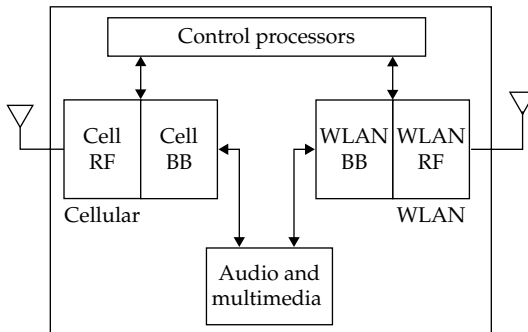 Control processors
Cell
RF
Cell
BB
WLAN
BB
WLAN
RF
Cellular
WLAN
Audio and
multimedia